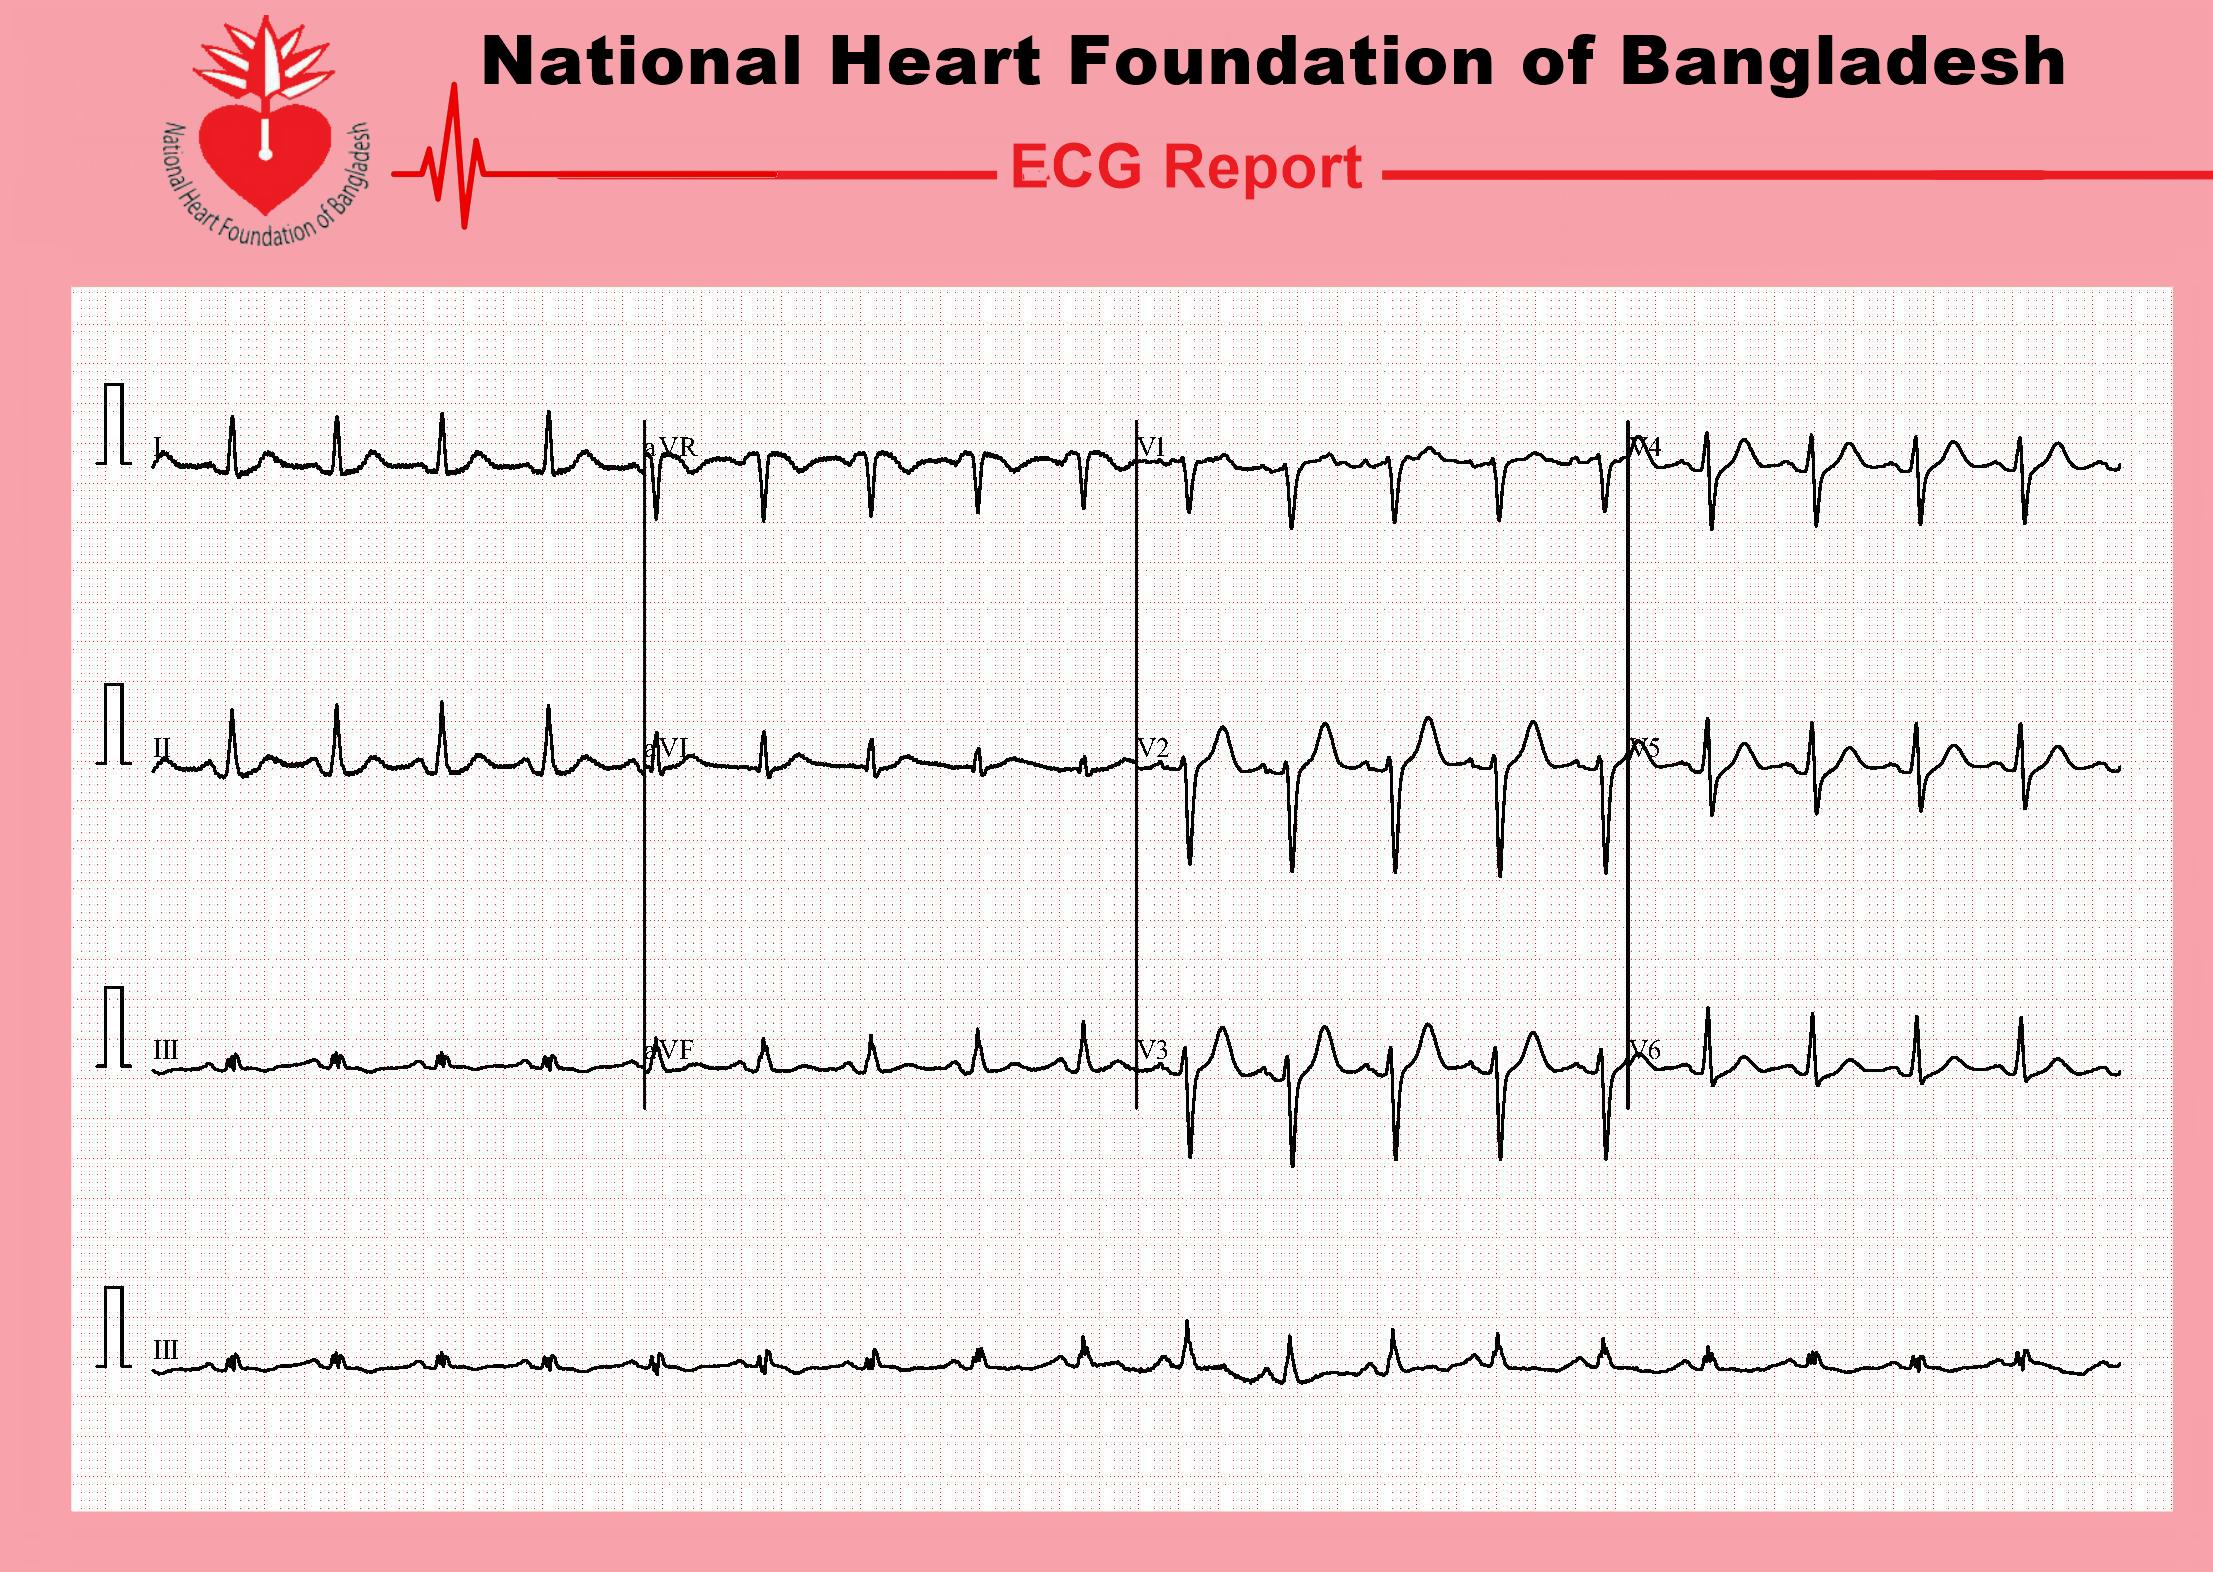 National Heart Foundation of Bangladesh
National Heart Foundation of Bangladesh
ECG Report
I
aVR
V1
V4
II
aVL
V2
V5
III
aVF
V3
V6
III